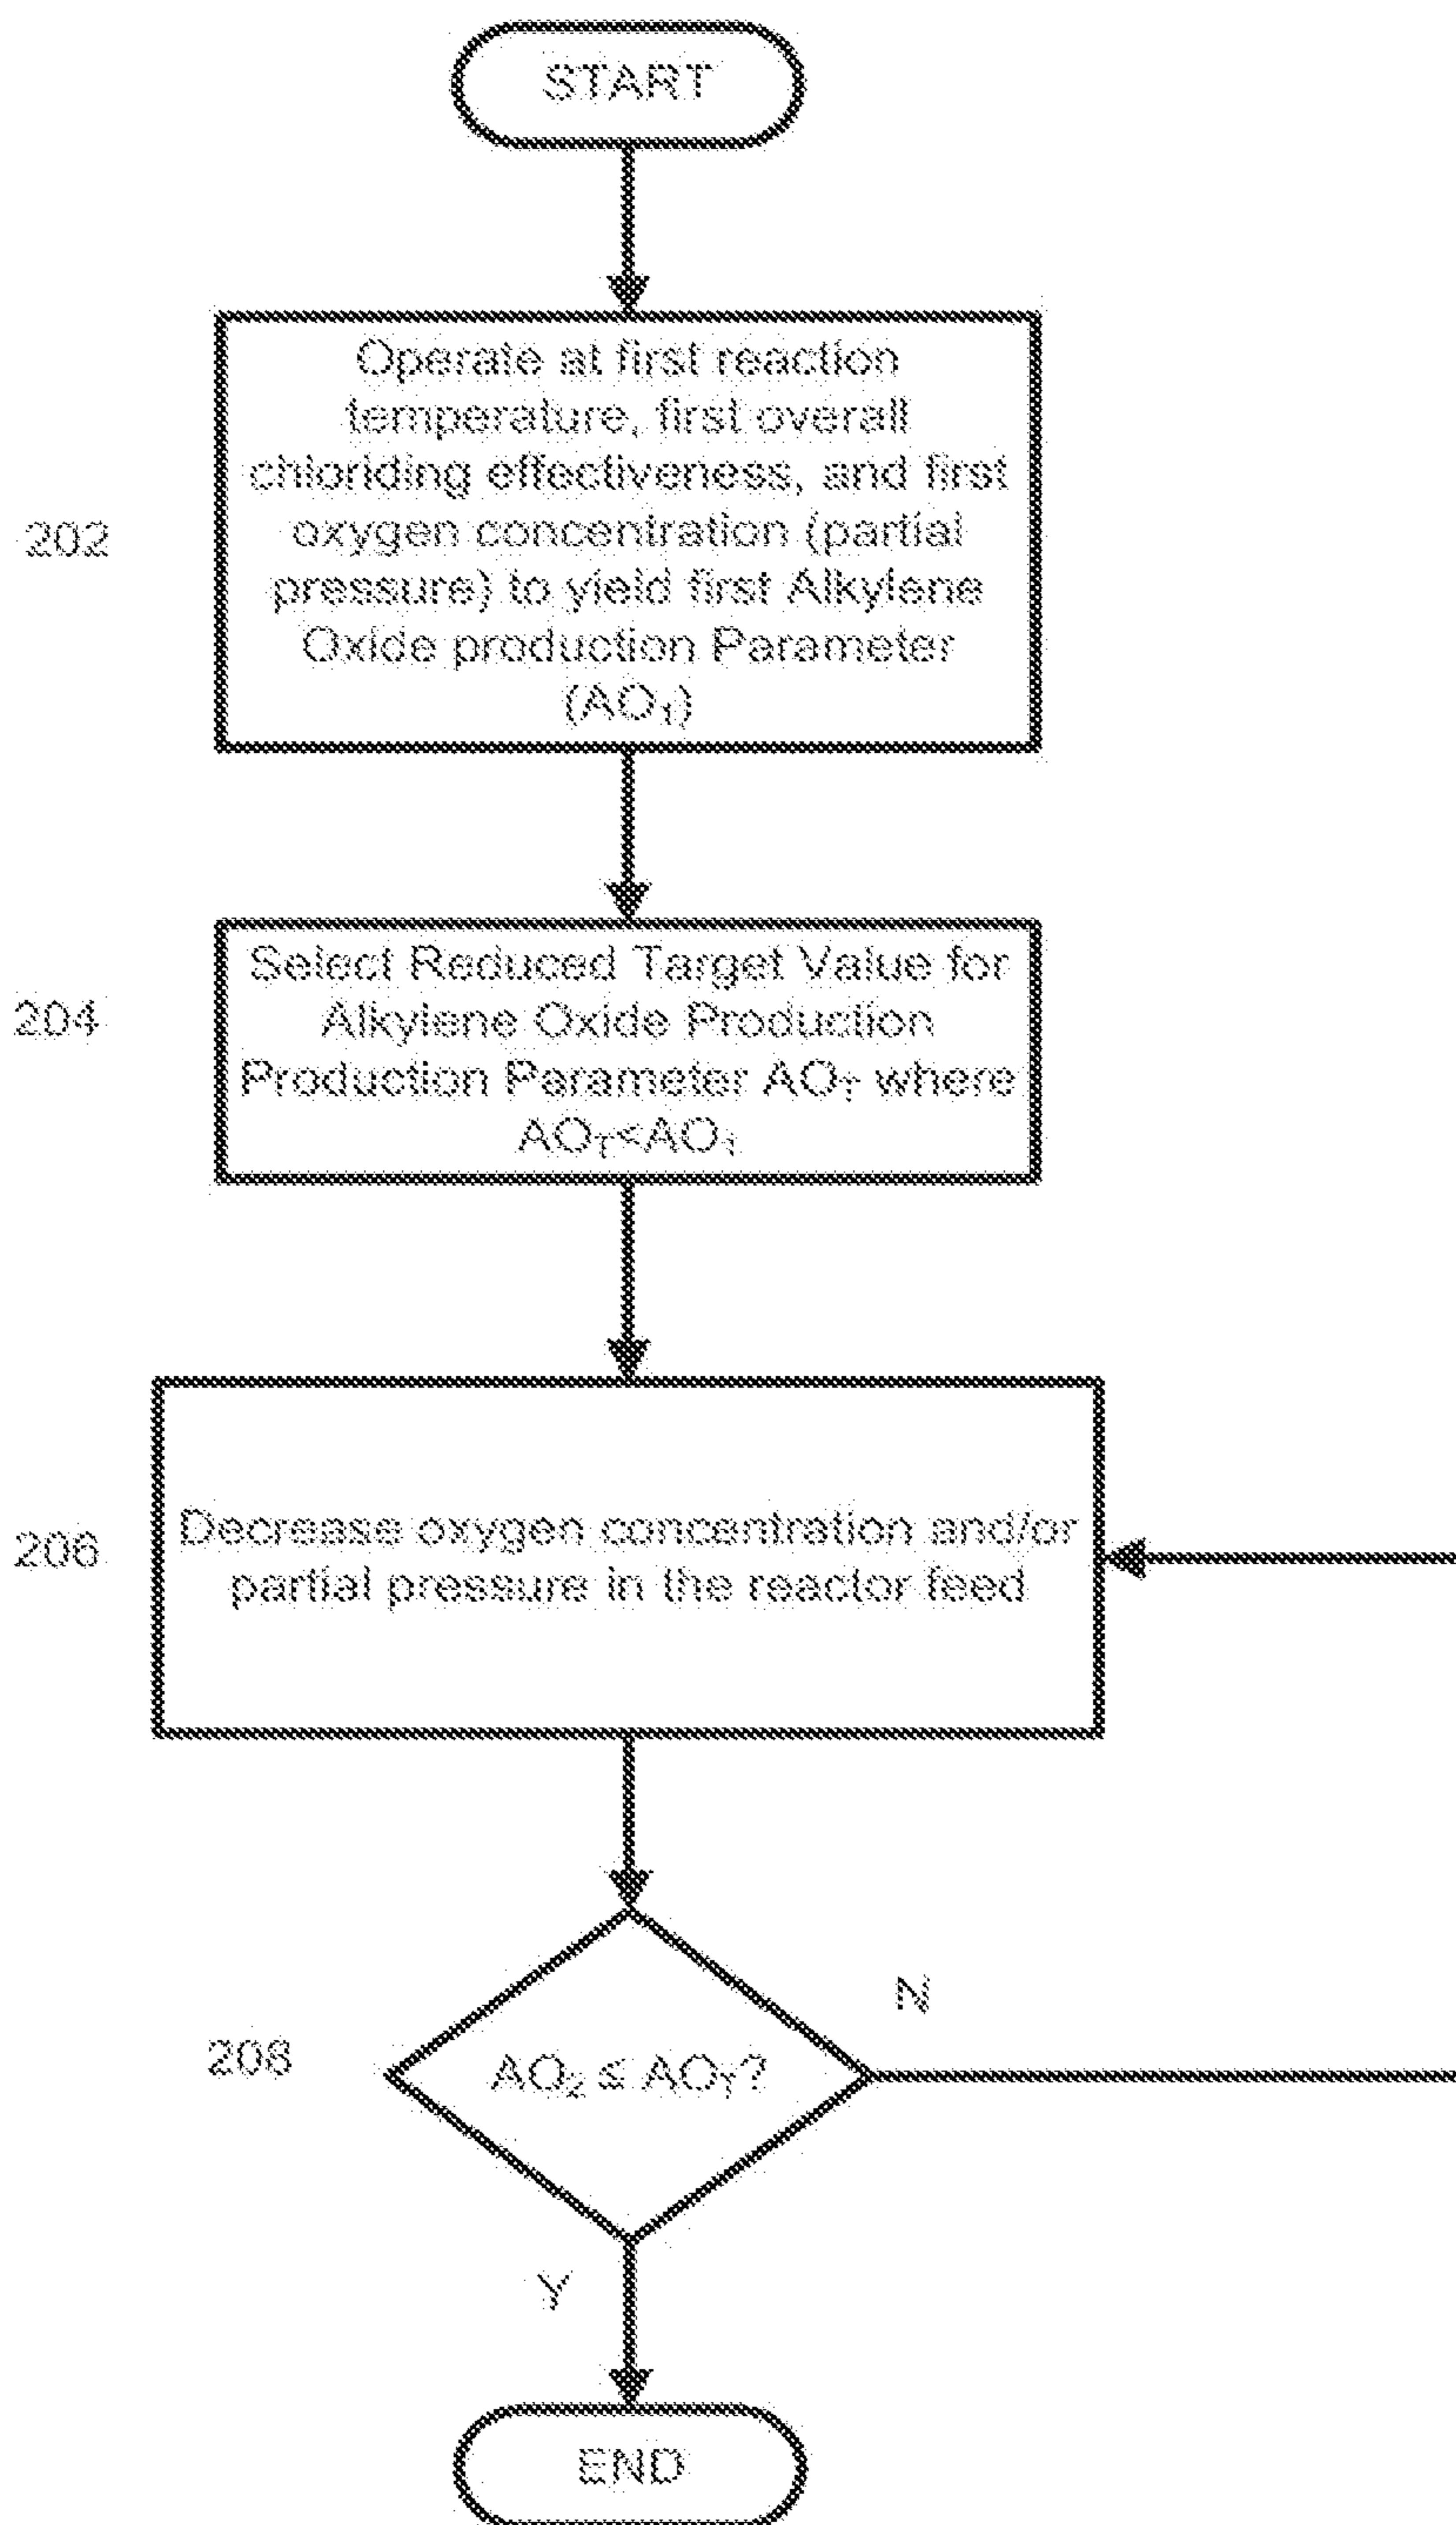 START
Operate at first reaction
temperature, first overall
chloriding effectiveness, and first
202
oxygen concentration (partial
pressure) to yield first Alkylene
Oxide production Parameter
(AO₁)
Select Reduced Target Value for
204
Alkylene Oxide Production
Production Parameter AOT where
AOT<AO₁
206
Decrease oxygen concentration and/or
partial pressure in the reactor feed
N
208
AO₂ ≤ AOT?
Y
END